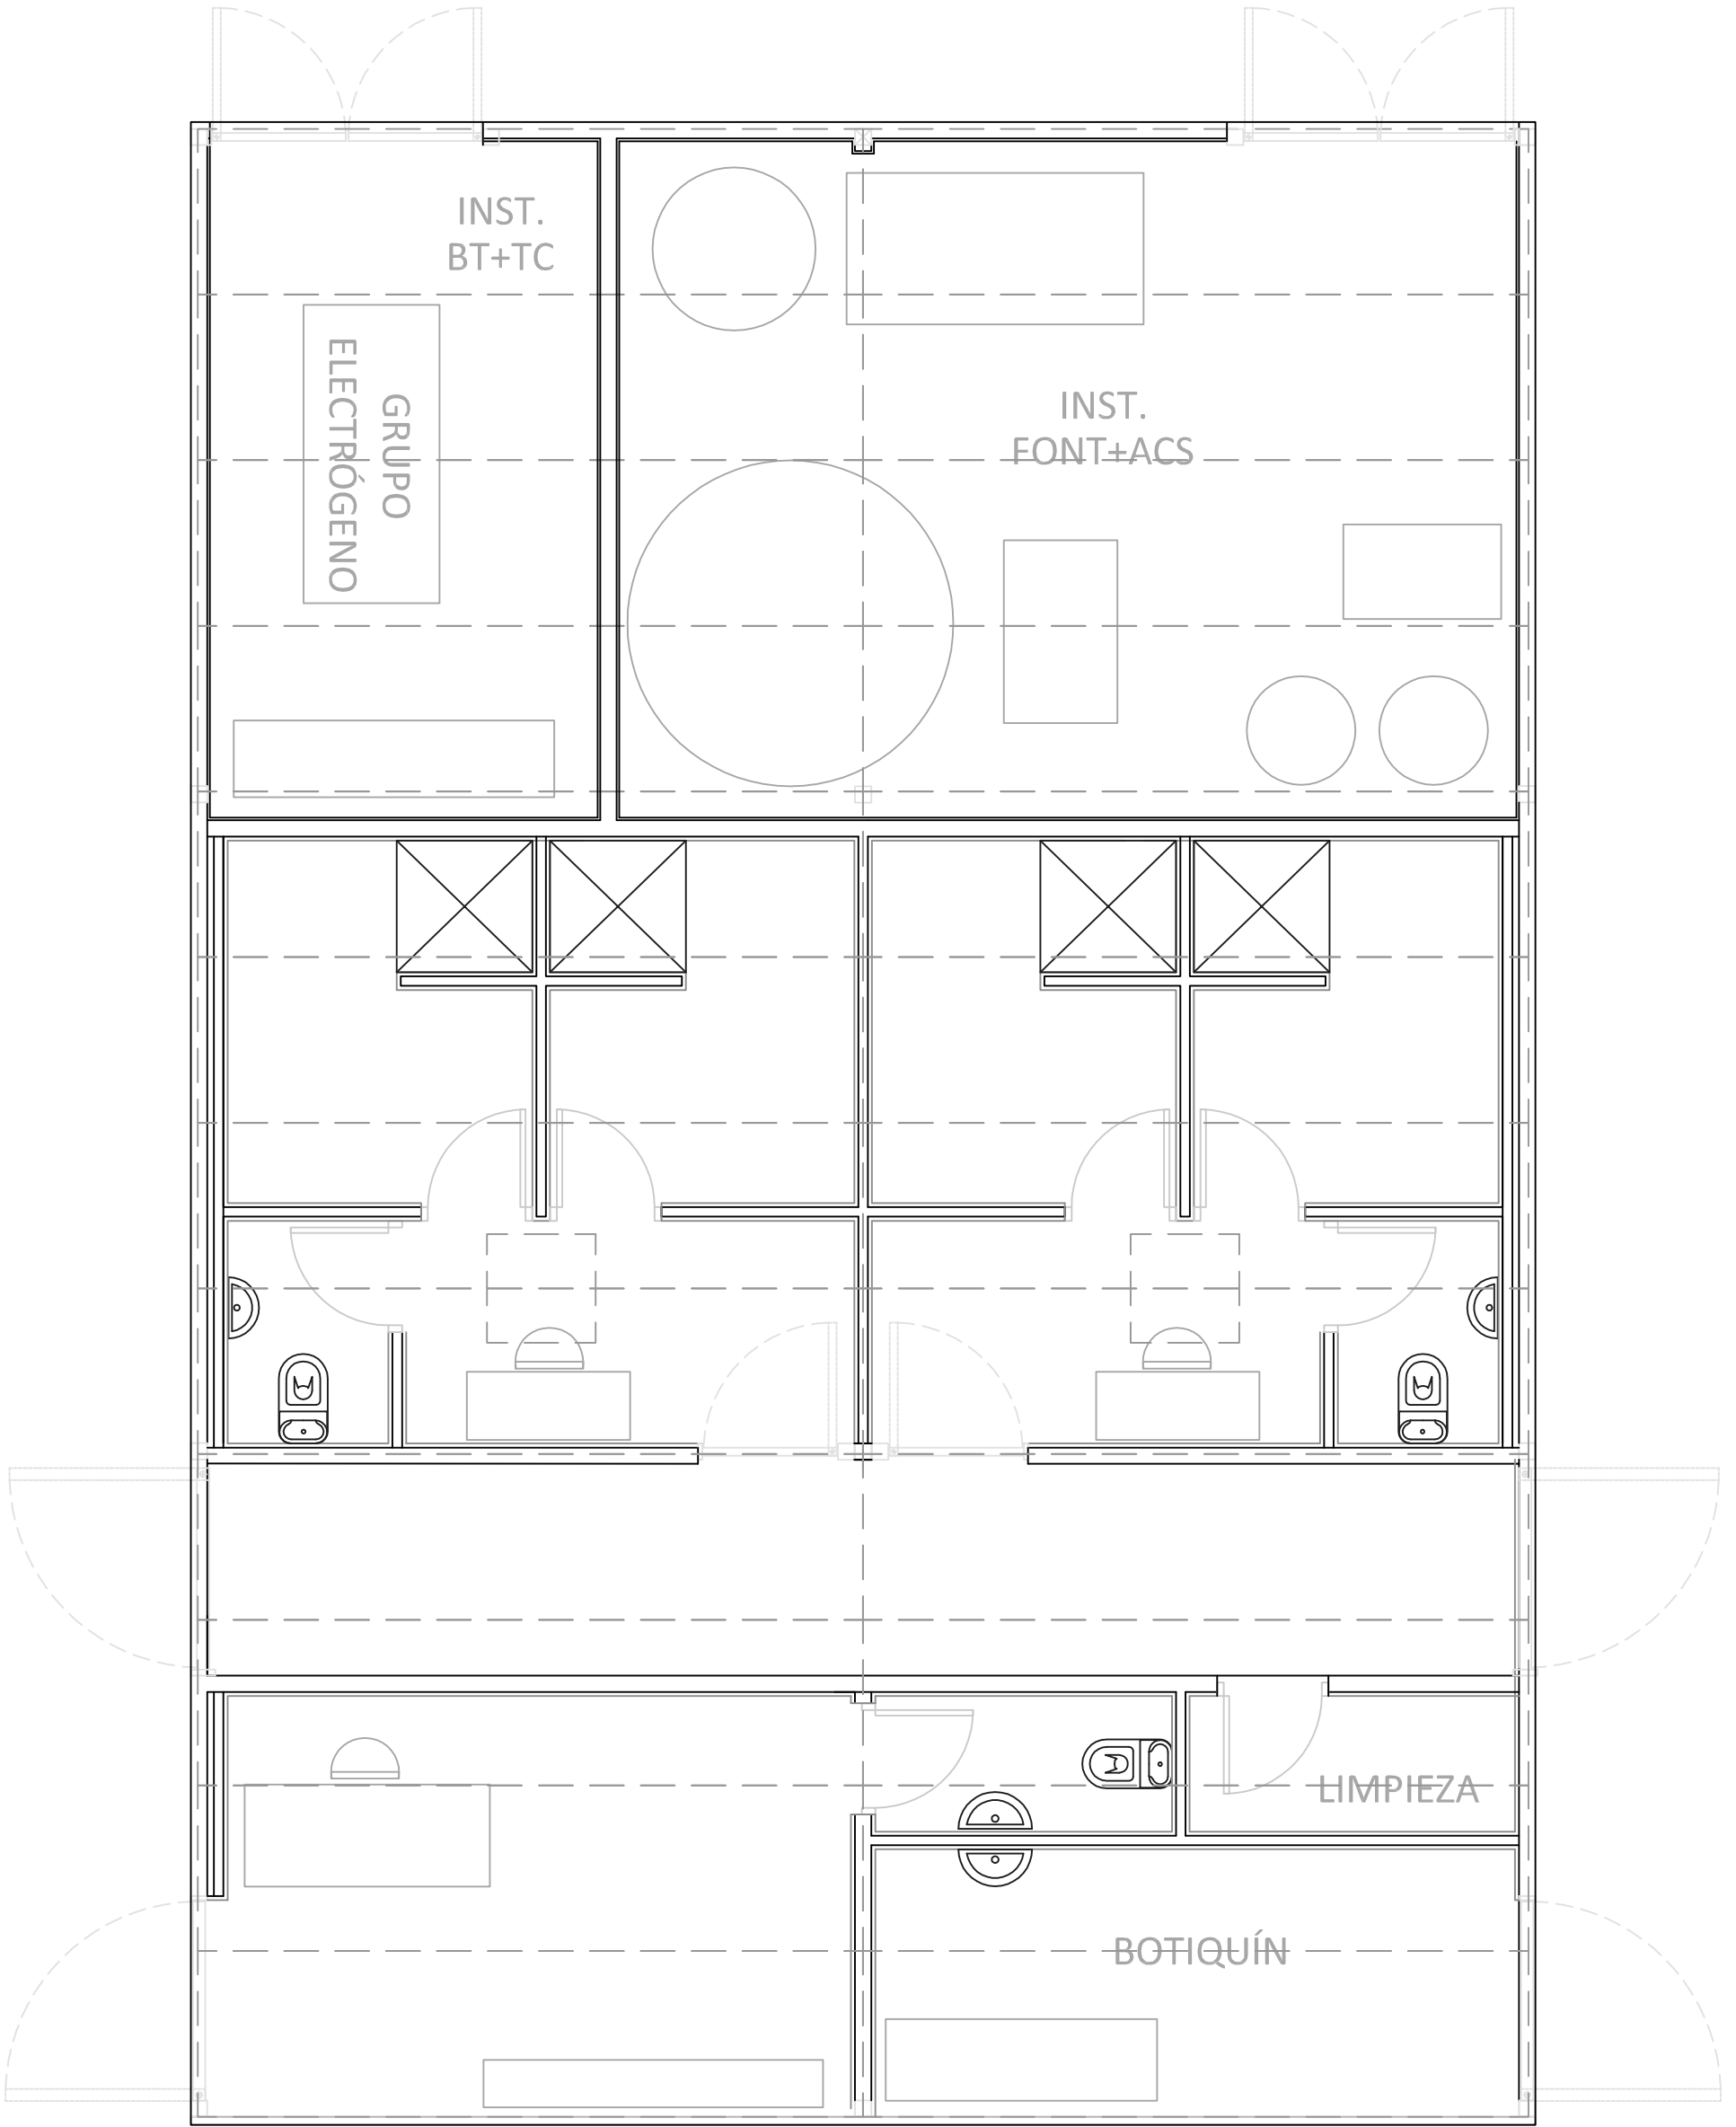 INST.
BT+TC
GRUPO
ELECTRÓGENO
INST.
FONT+ACS
LIMPIEZA
BOTIQUÍN